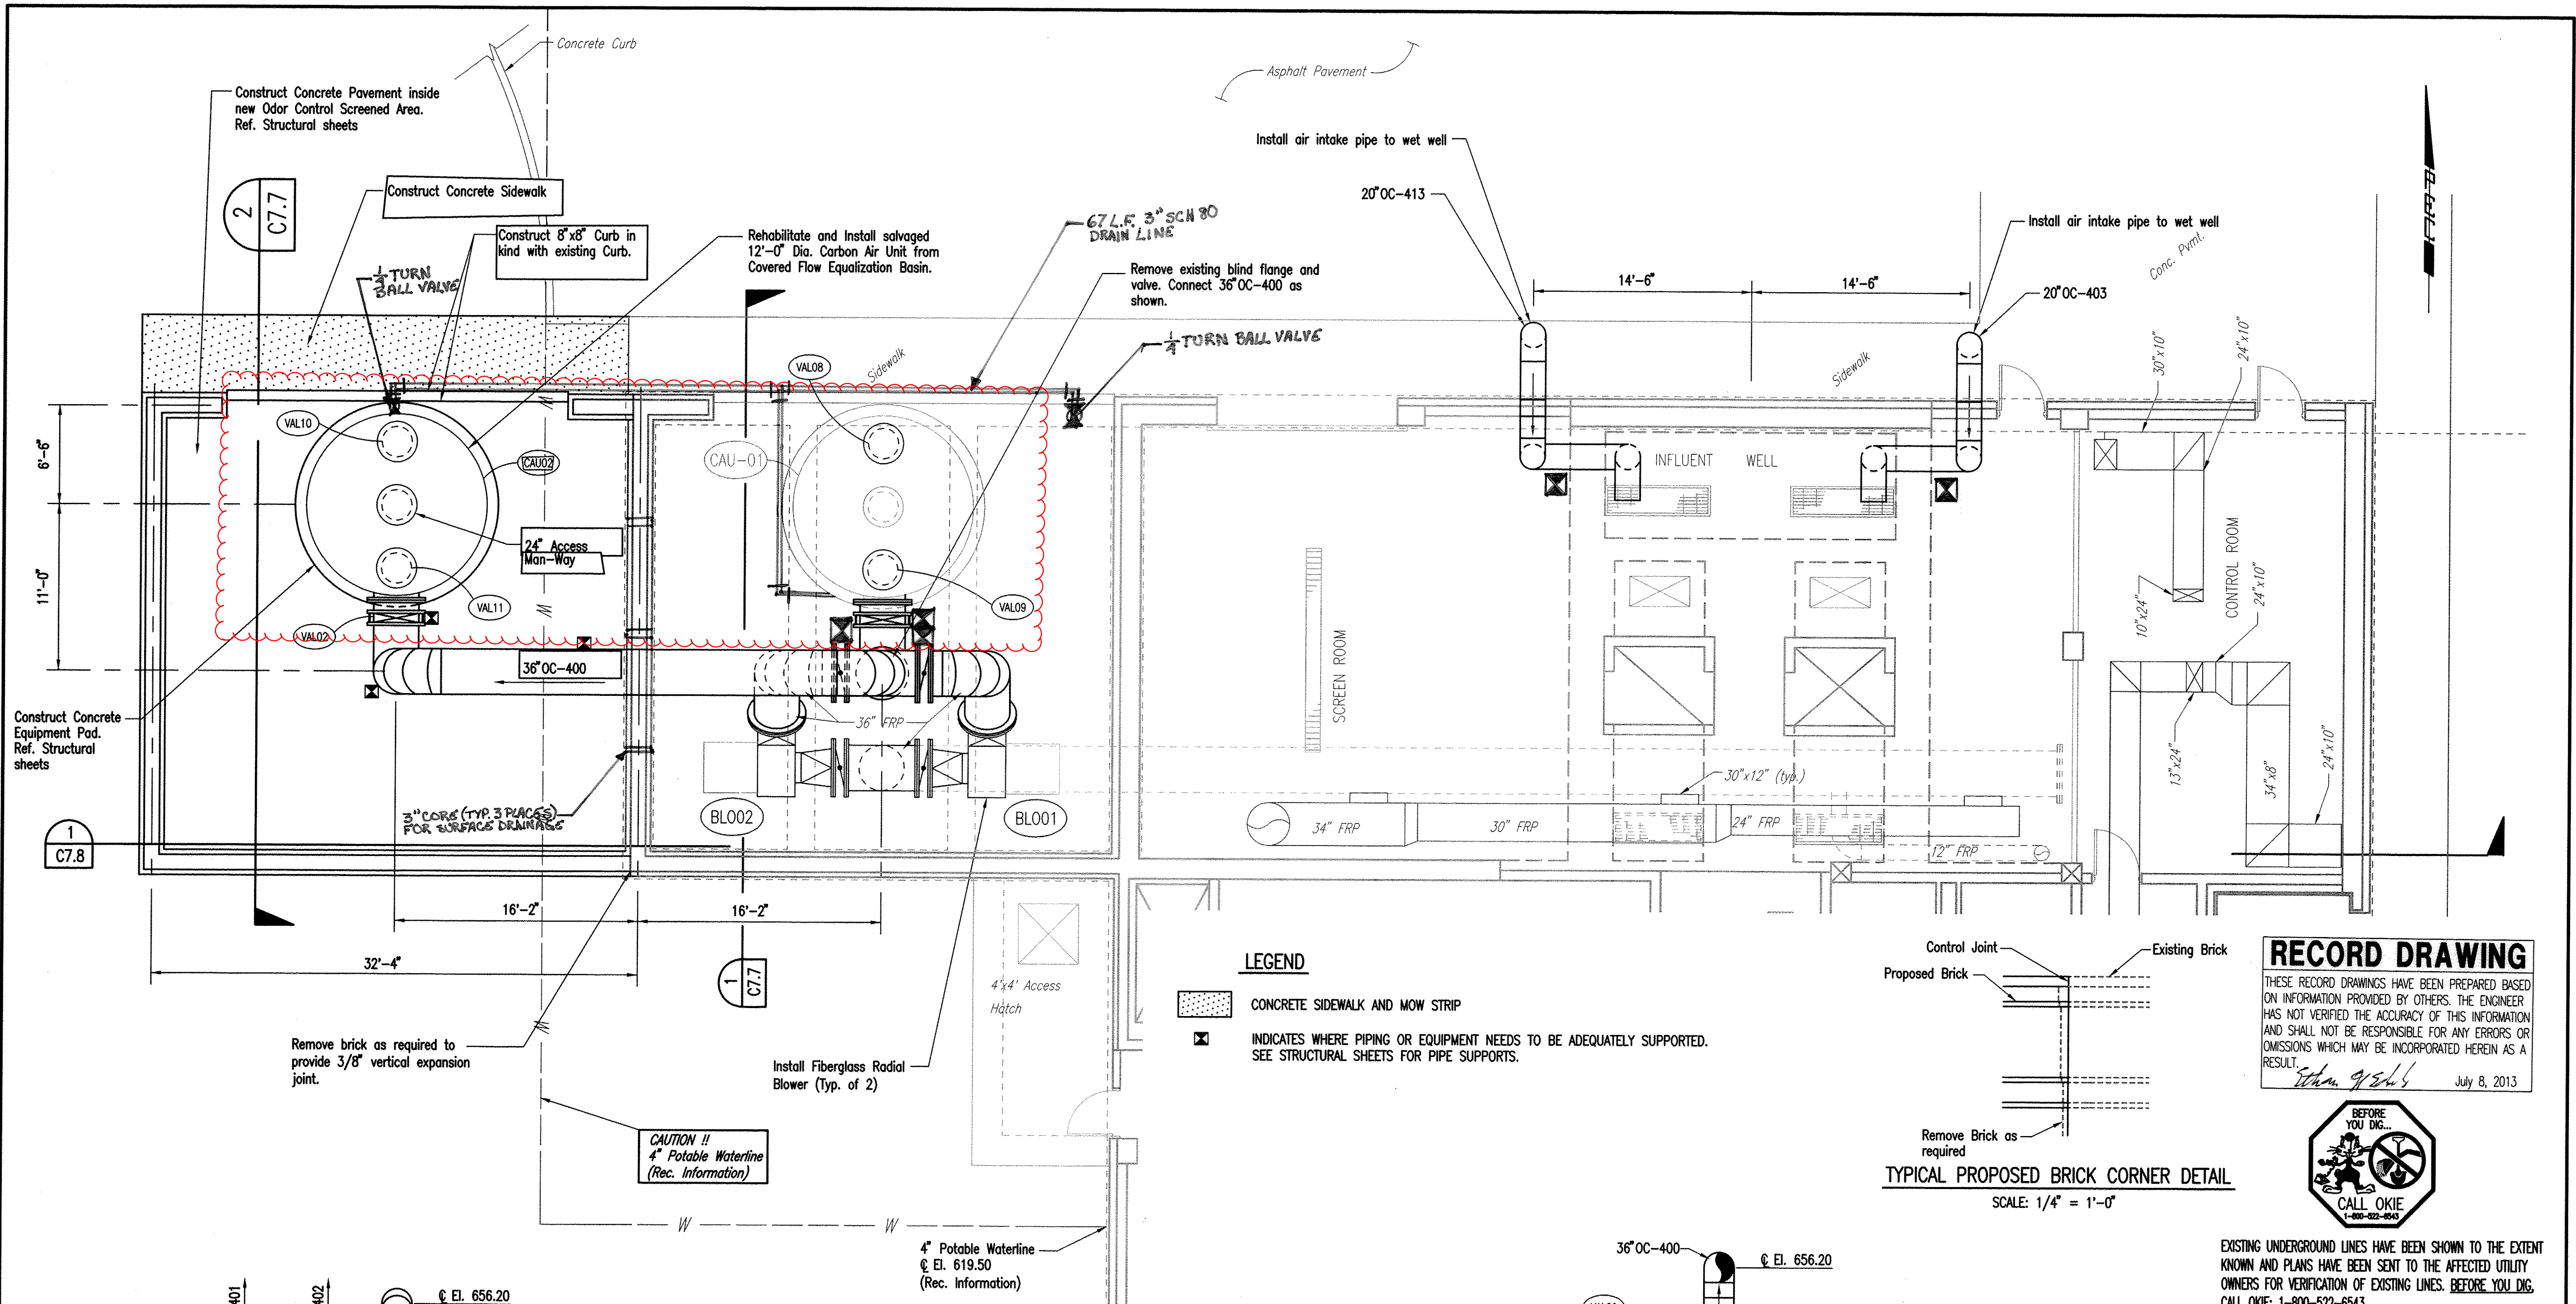 Concrete Curb
Asphalt Pavement
Construct Concrete Pavement inside
new Odor Control Screened Area.
Ref. Structural sheets
Install air intake pipe to wet well
20"OC-413
Construct Concrete Sidewalk
2
C7.7
67 L.F. 3" SCH 80
DRAIN LINE
Install air intake pipe to wet well
Conc. Pvmt.
Construct 8"x8" Curb in
kind with existing Curb.
Rehabilitate and Install salvaged
12'-0" Dia. Carbon Air Unit from
Covered Flow Equalization Basin.
1/4 TURN
BALL VALVE
Remove existing blind flange and
valve. Connect 36"OC-400 as
shown.
14'-6"
14'-6"
20"OC-403
1/4 TURN BALL VALVE
Sidewalk
Sidewalk
VAL08
30"x10"
24"x10"
VAL10
CAU02
CAU-01
6'-6"
INFLUENT WELL
24" Access
Man-Way
11'-0"
VAL11
VAL09
VAL02
10"x24"
CONTROL ROOM
24"x10"
36"OC-400
SCREEN ROOM
Construct Concrete
Equipment Pad.
Ref. Structural
sheets
36" FRP
13"x24"
34"x8"
24"x10"
30"x12" (typ.)
3" CORE (TYP. 3 PLACES)
FOR SURFACE DRAINAGE
BLO02
BLO01
34" FRP
30" FRP
24" FRP
12" FRP
1
C7.8
16'-2"
16'-2"
32'-4"
1
C7.7
4'x4' Access
Hatch
LEGEND
CONCRETE SIDEWALK AND MOW STRIP
INDICATES WHERE PIPING OR EQUIPMENT NEEDS TO BE ADEQUATELY SUPPORTED.
SEE STRUCTURAL SHEETS FOR PIPE SUPPORTS.
Control Joint
Existing Brick
Proposed Brick
Remove Brick as
required
TYPICAL PROPOSED BRICK CORNER DETAIL
SCALE: 1/4" = 1'-0"
RECORD DRAWING
THESE RECORD DRAWINGS HAVE BEEN PREPARED BASED
ON INFORMATION PROVIDED BY OTHERS. THE ENGINEER
HAS NOT VERIFIED THE ACCURACY OF THIS INFORMATION
AND SHALL NOT BE RESPONSIBLE FOR ANY ERRORS OR
OMISSIONS WHICH MAY BE INCORPORATED HEREIN AS A
RESULT.
July 8, 2013
Remove brick as required to
provide 3/8" vertical expansion
joint.
Install Fiberglass Radial
Blower (Typ. of 2)
CAUTION !!
4" Potable Waterline
(Rec. Information)
W
W
4" Potable Waterline
℄ El. 619.50
(Rec. Information)
BEFORE
YOU DIG...
CALL OKIE
1-800-522-6543
EXISTING UNDERGROUND LINES HAVE BEEN SHOWN TO THE EXTENT
KNOWN AND PLANS HAVE BEEN SENT TO THE AFFECTED UTILITY
OWNERS FOR VERIFICATION OF EXISTING LINES. BEFORE YOU DIG,
CALL OKIE: 1-800-522-6543
401
402
℄ El. 656.20
36"OC-400
℄ El. 656.20